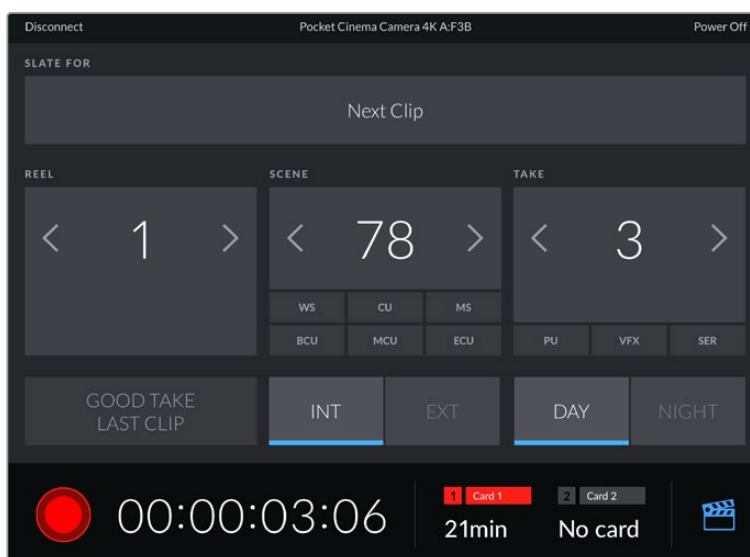 Disconnect Pocket Cinema Camera 4K A:F3B Power Off
SLATE FOR
Next Clip
REEL SCENE TAKE
1 78 3
WS CU MS
BCU MCU ECU PU VFX SER
GOOD TAKE
LAST CLIP
INT EXT DAY NIGHT
00:00:03:06
1 Card 1 2 Card 2
21min No card